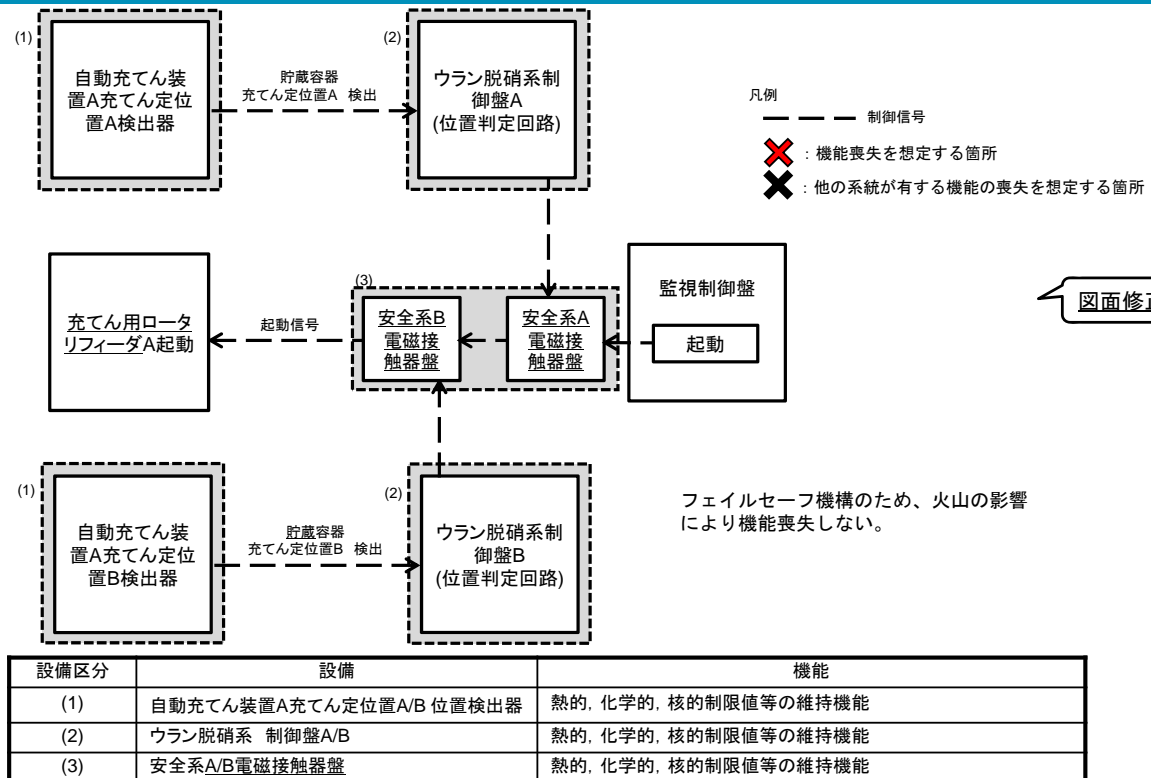 (1)
自動充てん装
置A充てん定位
置A検出器
貯蔵容器
充てん定位置A 検出
(2)
ウラン脱硝系制
御盤A
(位置判定回路)
凡例
制御信号
：機能喪失を想定する箇所
：他の系統が有する機能の喪失を想定する箇所
充てん用ロータ
リフィーダA起動
起動信号
(3)
安全系B
電磁接
触器盤
安全系A
電磁接
触器盤
監視制御盤
起動
図面修正
(1)
自動充てん装
置A充てん定位
置B検出器
貯蔵容器
充てん定位置B 検出
(2)
ウラン脱硝系制
御盤B
(位置判定回路)
フェイルセーフ機構のため、火山の影響
により機能喪失しない。
設備区分 設備 機能
(1) 自動充てん装置A充てん定位置A/B 位置検出器 熱的, 化学的, 核的制限値等の維持機能
(2) ウラン脱硝系 制御盤A/B 熱的, 化学的, 核的制限値等の維持機能
(3) 安全系A/B電磁接触器盤 熱的, 化学的, 核的制限値等の維持機能